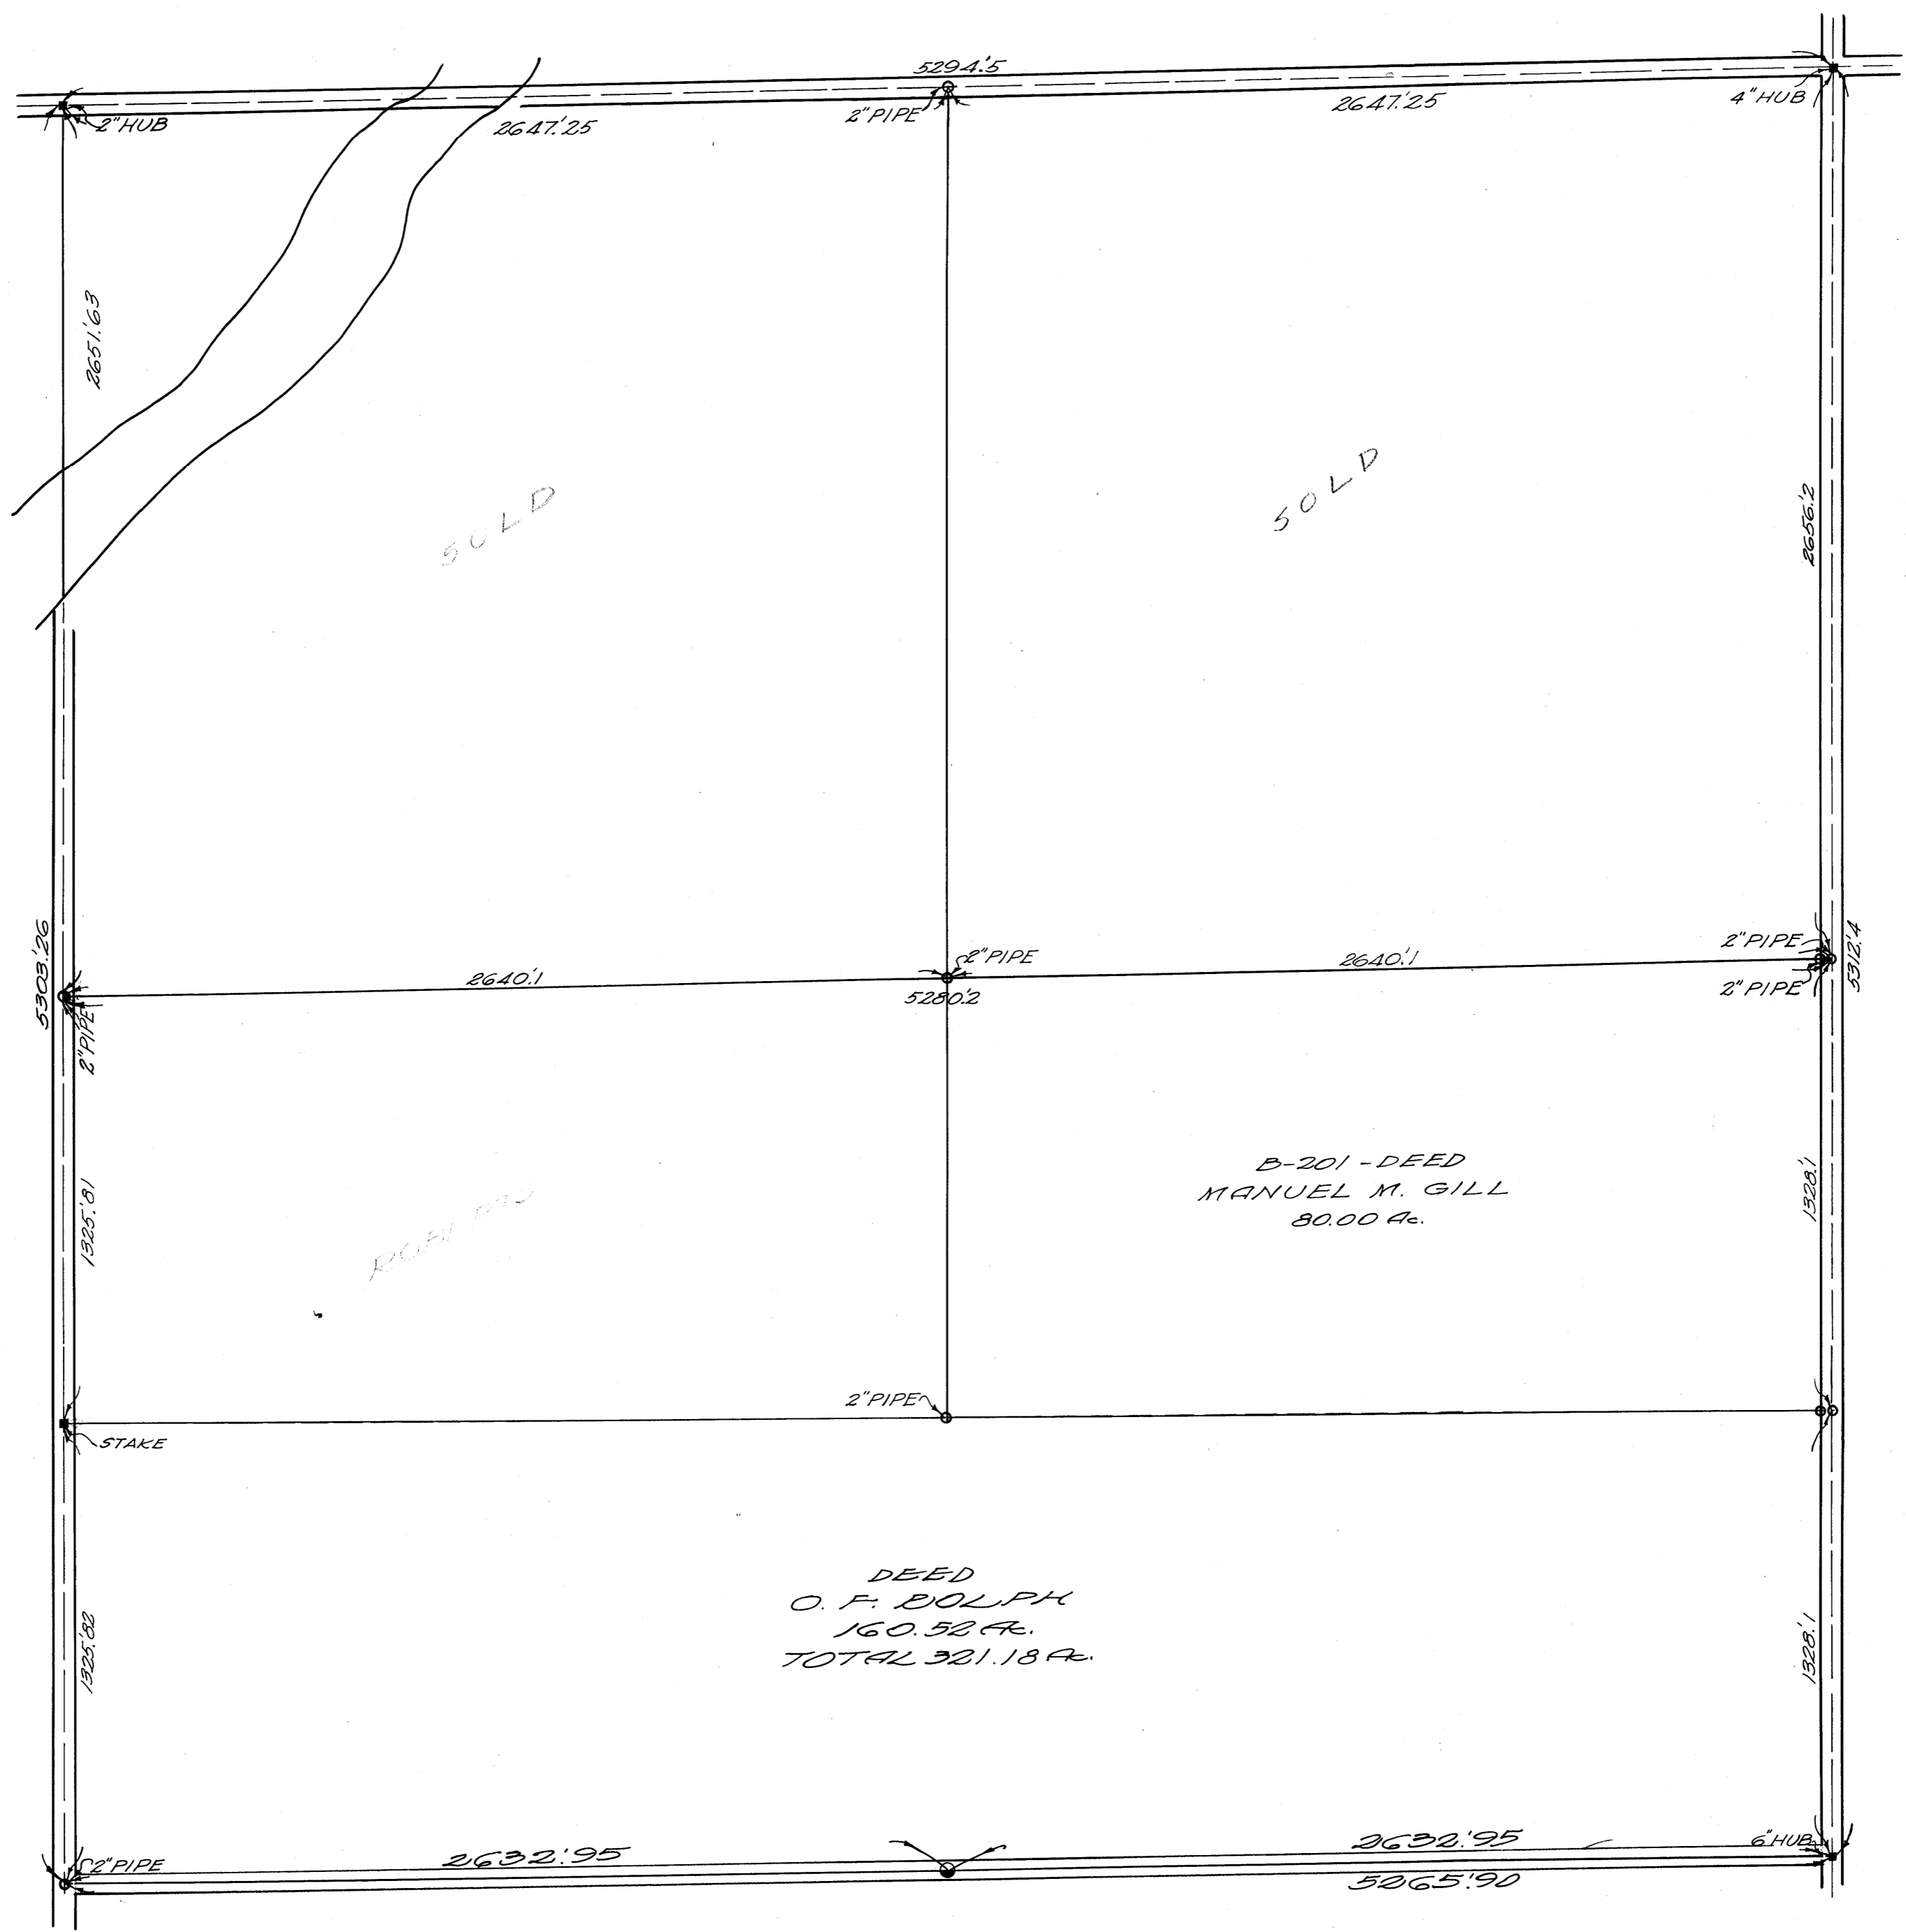 5294.'5
2" HUB
2647.'25
2" PIPE
2647.'25
4" HUB
2651.'63
SOLD
SOLD
2656.'2
5303.'26
2" PIPE
2640.'1
2" PIPE
5280.'2
2640.'1
2" PIPE
2" PIPE
5312.'4
1325.'81
B-201 - DEED
MANUEL M. GILL
80.00 Ac.
1328.'1
2" PIPE
STAKE
1325.'82
DEED
O. F.
160.52 Ac.
TOTAL 321.18 Ac.
1328.'1
2" PIPE
2632.'95
2632.'95
6" HUB
5265.'90